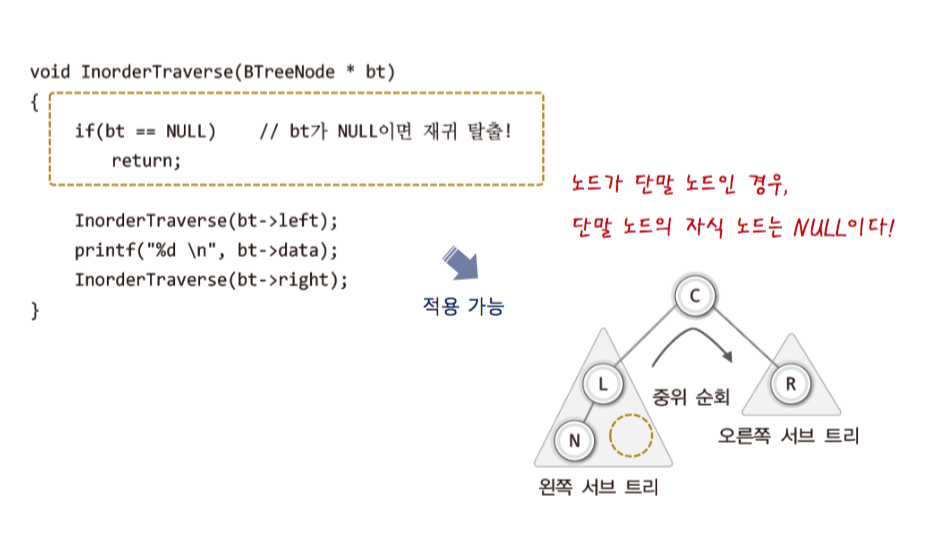 void InorderTraverse(BTreeNode * bt)
{
if(bt == NULL)    // bt가 NULL이면 재귀 탈출!
return;
InorderTraverse(bt->left);
printf("%d \n", bt->data);
InorderTraverse(bt->right);
}
노드가 단말 노드인 경우,
단말 노드의 자식 노드는 NULL이다!
적용 가능
C
L
중위 순회
R
N
오른쪽 서브 트리
왼쪽 서브 트리